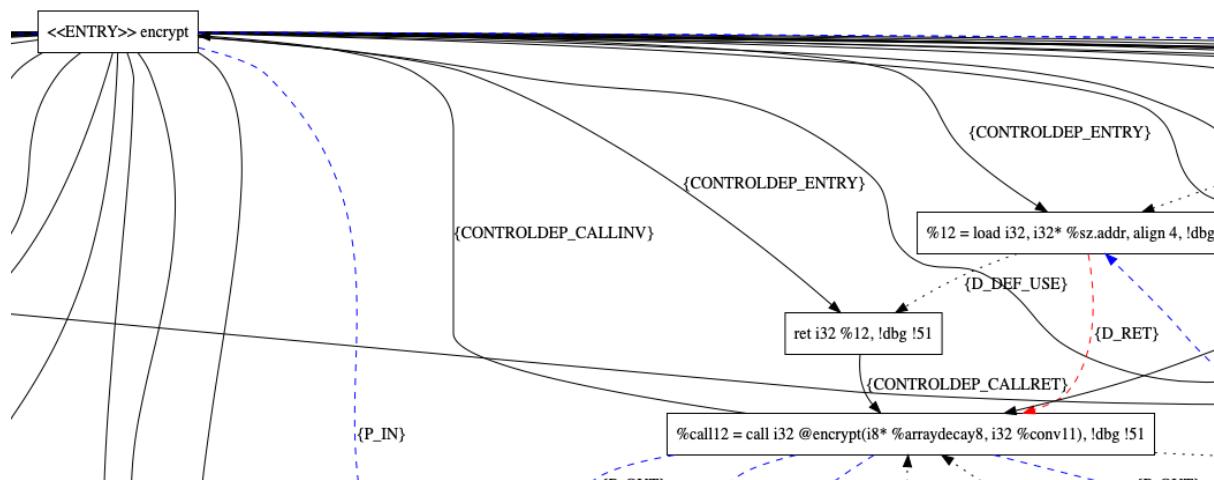 <<ENTRY>> encrypt
{CONTROLDEP_ENTRY}
{CONTROLDEP_ENTRY}
{CONTROLDEP_CALLINV}
%12 = load i32, i32* %sz.addr, align 4, !dbg
{D_DEF_USE}
ret i32 %12, !dbg !51
{D_RET}
{CONTROLDEP_CALLRET}
%call12 = call i32 @encrypt(i8* %arraydecay8, i32 %conv11), !dbg !51
{P_IN}